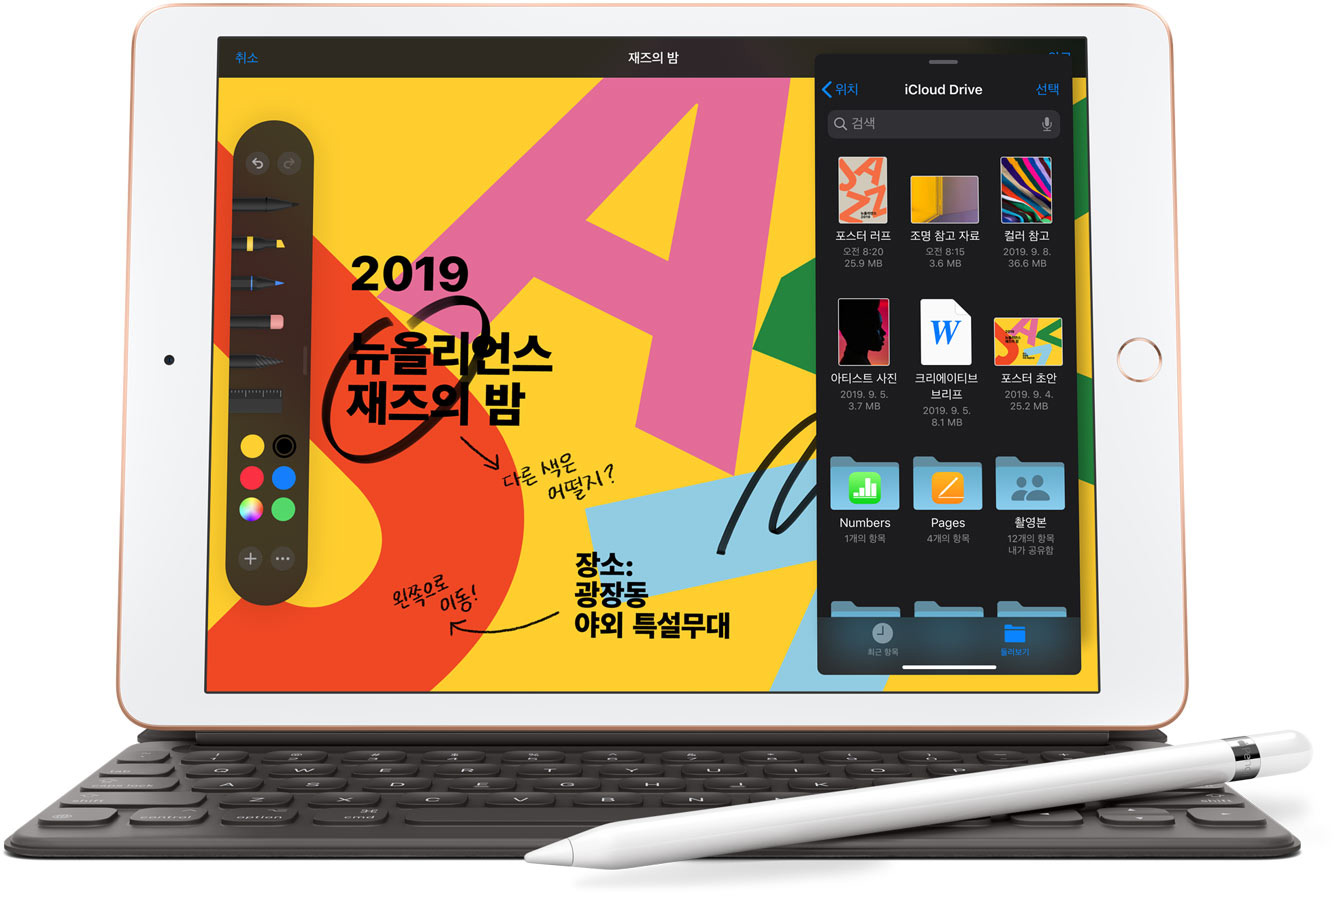 취소
재즈의 밤
2019
뉴올리언스
재즈의 밤
다른 색은
어떨지?
왼쪽으로
이동!
장소:
광장동
야외 특설무대
위치
iCloud Drive
선택
검색
포스터 러프
조명 참고 자료
컬러 참고
오전 8:20
오전 8:15
2019. 9. 8.
25.9 MB
3.6 MB
36.6 MB
아티스트 사진
크리에이티브
브리프
포스터 초안
2019. 9. 5.
3.7 MB
2019. 9. 5.
8.1 MB
2019. 9. 4.
25.2 MB
W
Numbers
Pages
촬영본
1개의 항목
4개의 항목
12개의 항목
내가 공유함
최근 항목
둘러보기
Q W E R T Y U I O P
A S D F G H J K
caps lock
shift
Z X C V B N
control
option
cmd
shift